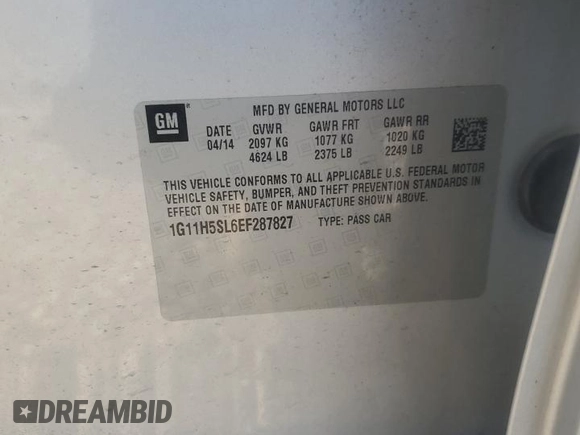 GM
MFD BY GENERAL MOTORS LLC
DATE GVWR GAWR FRT GAWR RR
04/14 2097 KG 1077 KG 1020 KG
4624 LB 2375 LB 2249 LB
THIS VEHICLE CONFORMS TO ALL APPLICABLE U.S. FEDERAL MOTOR
VEHICLE SAFETY, BUMPER, AND THEFT PREVENTION STANDARDS IN
EFFECT ON THE DATE OF MANUFACTURE SHOWN ABOVE.
1G11H5SL6EF287827 TYPE: PASS CAR
DREAMBID